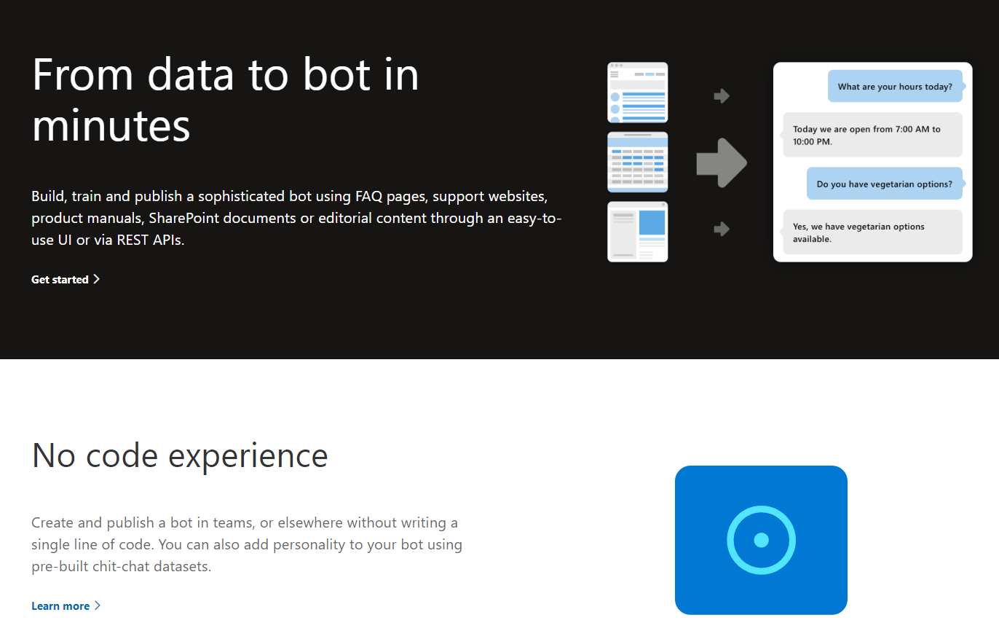 From data to bot in
minutes
Build, train and publish a sophisticated bot using FAQ pages, support websites,
product manuals, SharePoint documents or editorial content through an easy-to-
use UI or via REST APIs.
Get started
What are your hours today?
Today we are open from 7:00 AM to
10:00 PM.
Do you have vegetarian options?
Yes, we have vegetarian options
available.
No code experience
Create and publish a bot in teams, or elsewhere without writing a
single line of code. You can also add personality to your bot using
pre-built chit-chat datasets.
Learn more